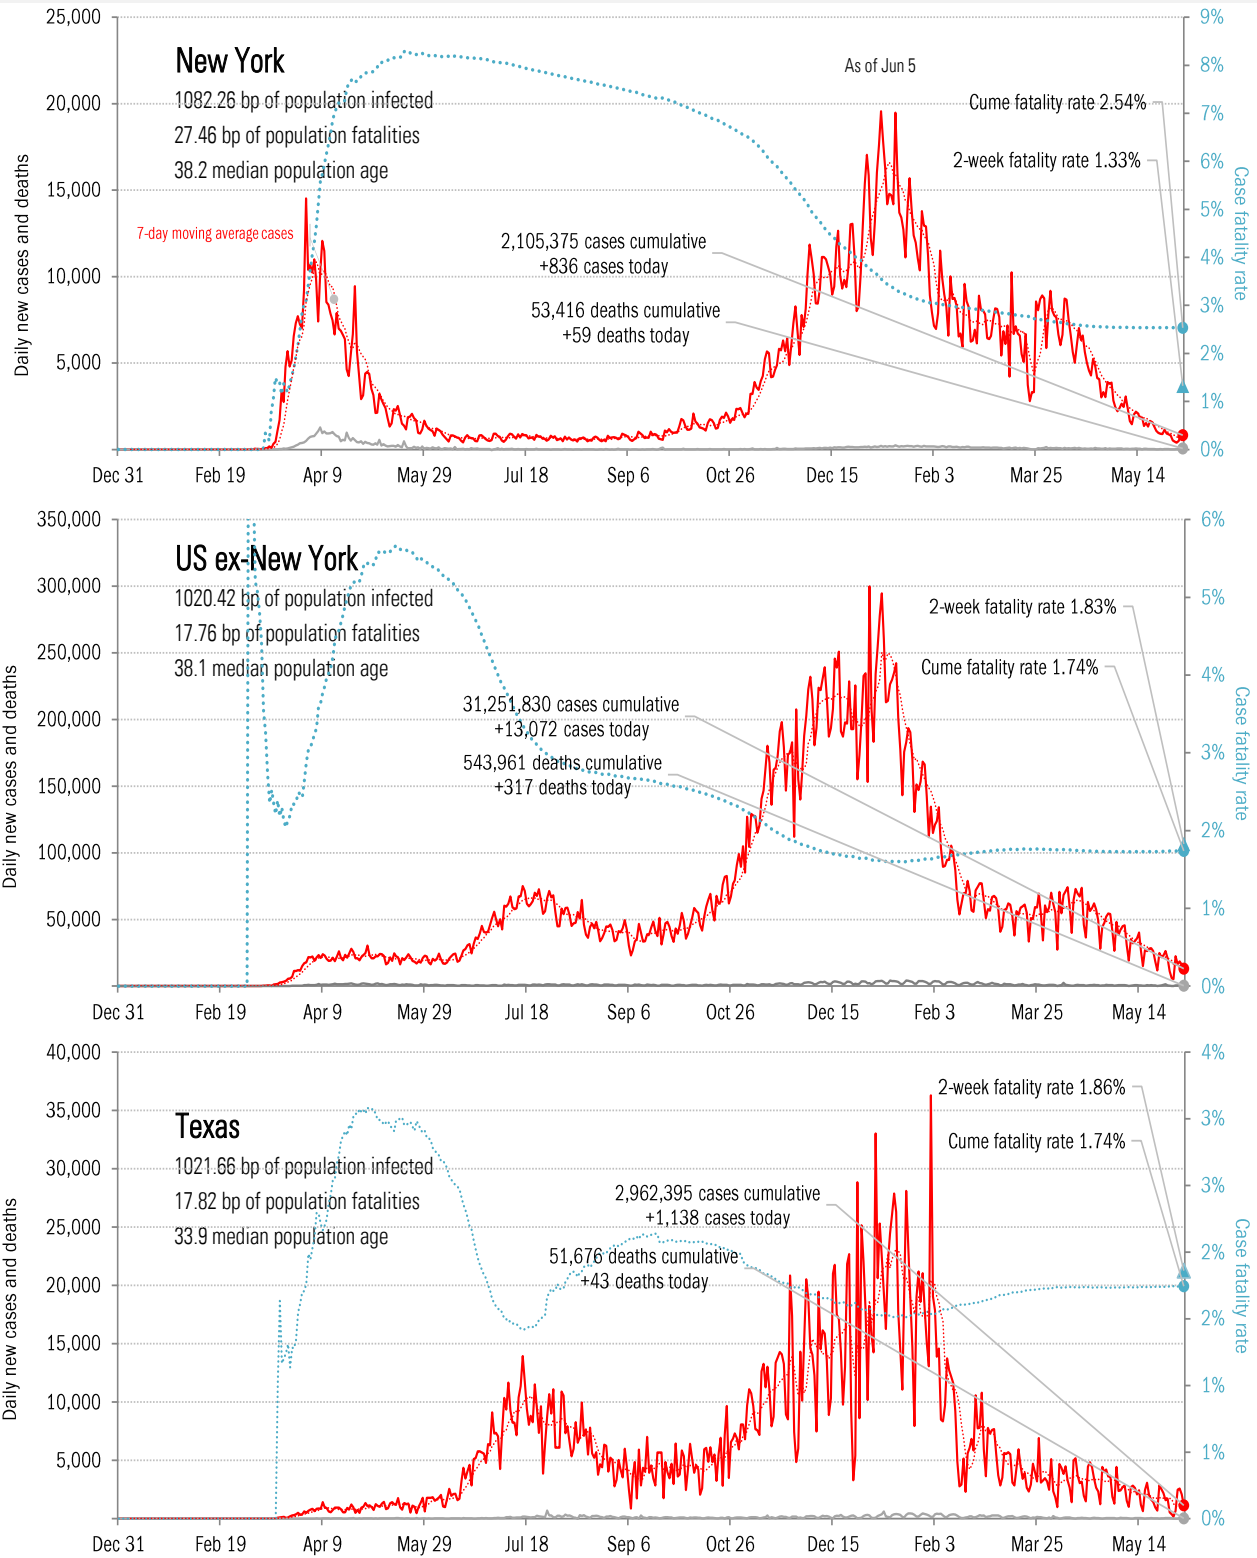 25,000
20,000
15,000
10,000
5,000
Daily new cases and deaths
New York
1082.26 bp of population infected
27.46 bp of population fatalities
38.2 median population age
7-day moving average cases
As of Jun 5
Cume fatality rate 2.54%
2-week fatality rate 1.33%
2,105,375 cases cumulative
+836 cases today
53,416 deaths cumulative
+59 deaths today
9%
8%
7%
6%
5%
4%
3%
2%
1%
0%
Case fatality rate
Dec 31 Feb 19 Apr 9 May 29 Jul 18 Sep 6 Oct 26 Dec 15 Feb 3 Mar 25 May 14
350,000
300,000
250,000
200,000
150,000
100,000
50,000
Daily new cases and deaths
US ex-New York
1020.42 bp of population infected
17.76 bp of population fatalities
38.1 median population age
2-week fatality rate 1.83%
Cume fatality rate 1.74%
31,251,830 cases cumulative
+13,072 cases today
543,961 deaths cumulative
+317 deaths today
6%
5%
4%
3%
2%
1%
0%
Case fatality rate
Dec 31 Feb 19 Apr 9 May 29 Jul 18 Sep 6 Oct 26 Dec 15 Feb 3 Mar 25 May 14
40,000
35,000
30,000
25,000
20,000
15,000
10,000
5,000
Daily new cases and deaths
Texas
1021.66 bp of population infected
17.82 bp of population fatalities
33.9 median population age
2-week fatality rate 1.86%
Cume fatality rate 1.74%
2,962,395 cases cumulative
+1,138 cases today
51,676 deaths cumulative
+43 deaths today
4%
3%
3%
2%
2%
1%
1%
0%
Case fatality rate
Dec 31 Feb 19 Apr 9 May 29 Jul 18 Sep 6 Oct 26 Dec 15 Feb 3 Mar 25 May 14